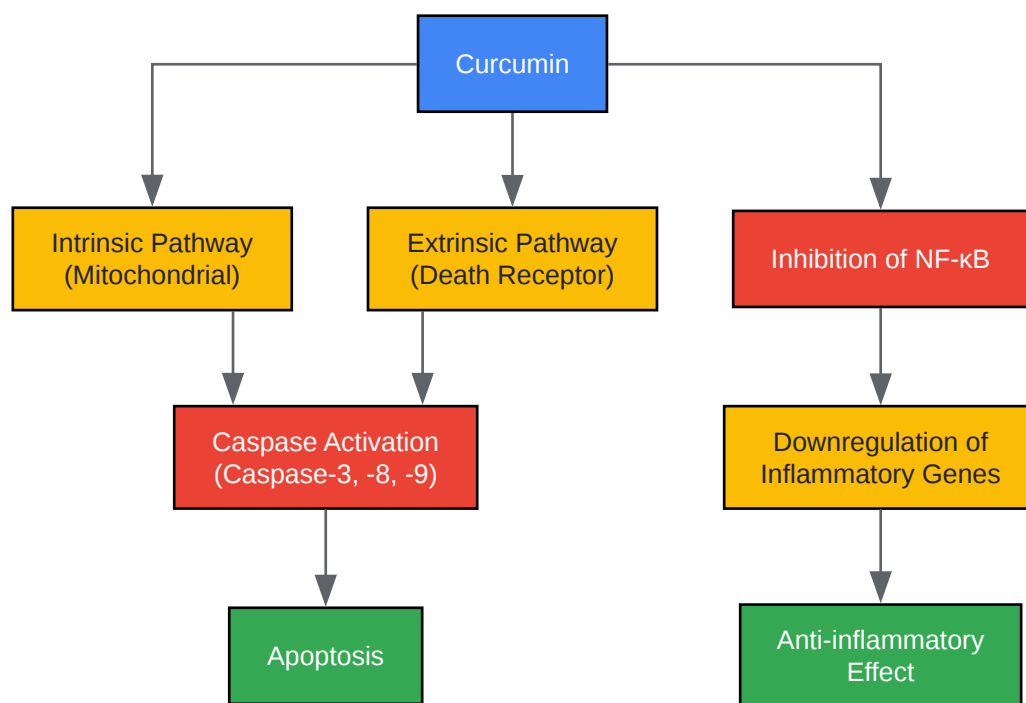 Curcumin
Intrinsic Pathway
(Mitochondrial)
Extrinsic Pathway
(Death Receptor)
Inhibition of NF-κB
Caspase Activation
(Caspase-3, -8, -9)
Downregulation of
Inflammatory Genes
Apoptosis
Anti-inflammatory
Effect